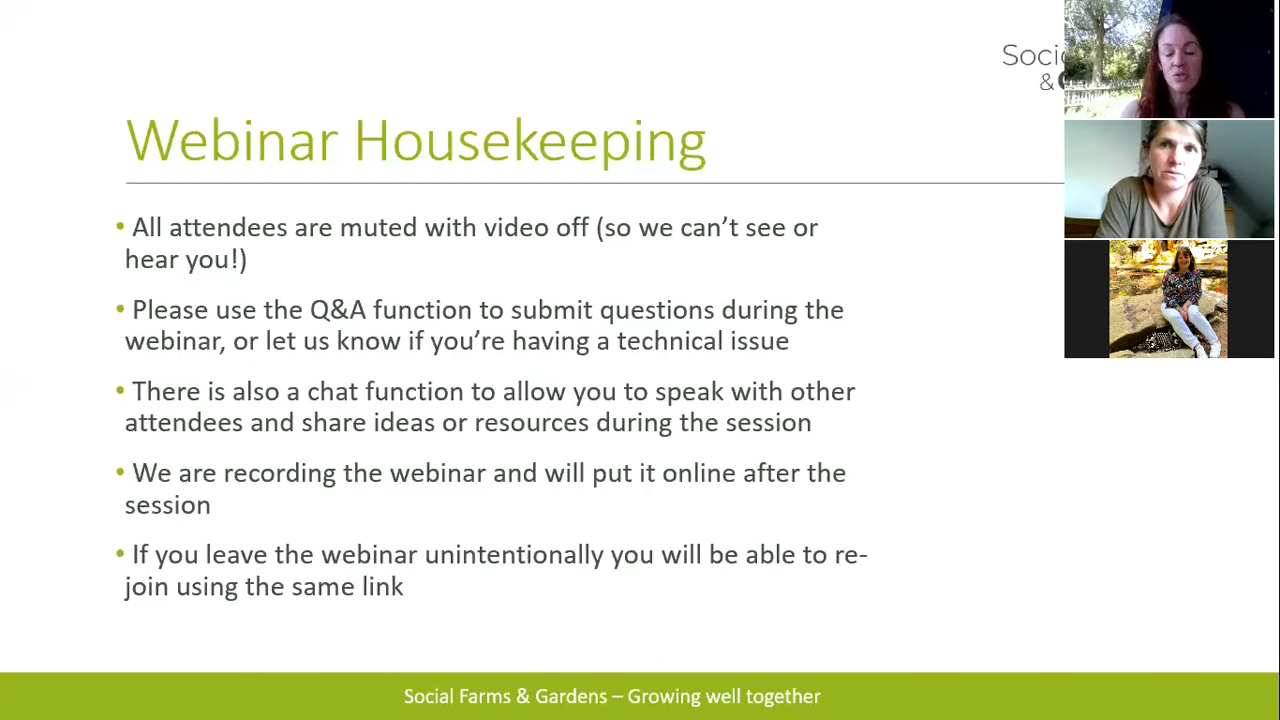 Soci
&
Webinar Housekeeping
• All attendees are muted with video off (so we can’t see or
hear you!)
• Please use the Q&A function to submit questions during the
webinar, or let us know if you’re having a technical issue
• There is also a chat function to allow you to speak with other
attendees and share ideas or resources during the session
• We are recording the webinar and will put it online after the
session
• If you leave the webinar unintentionally you will be able to re-
join using the same link
Social Farms & Gardens – Growing well together